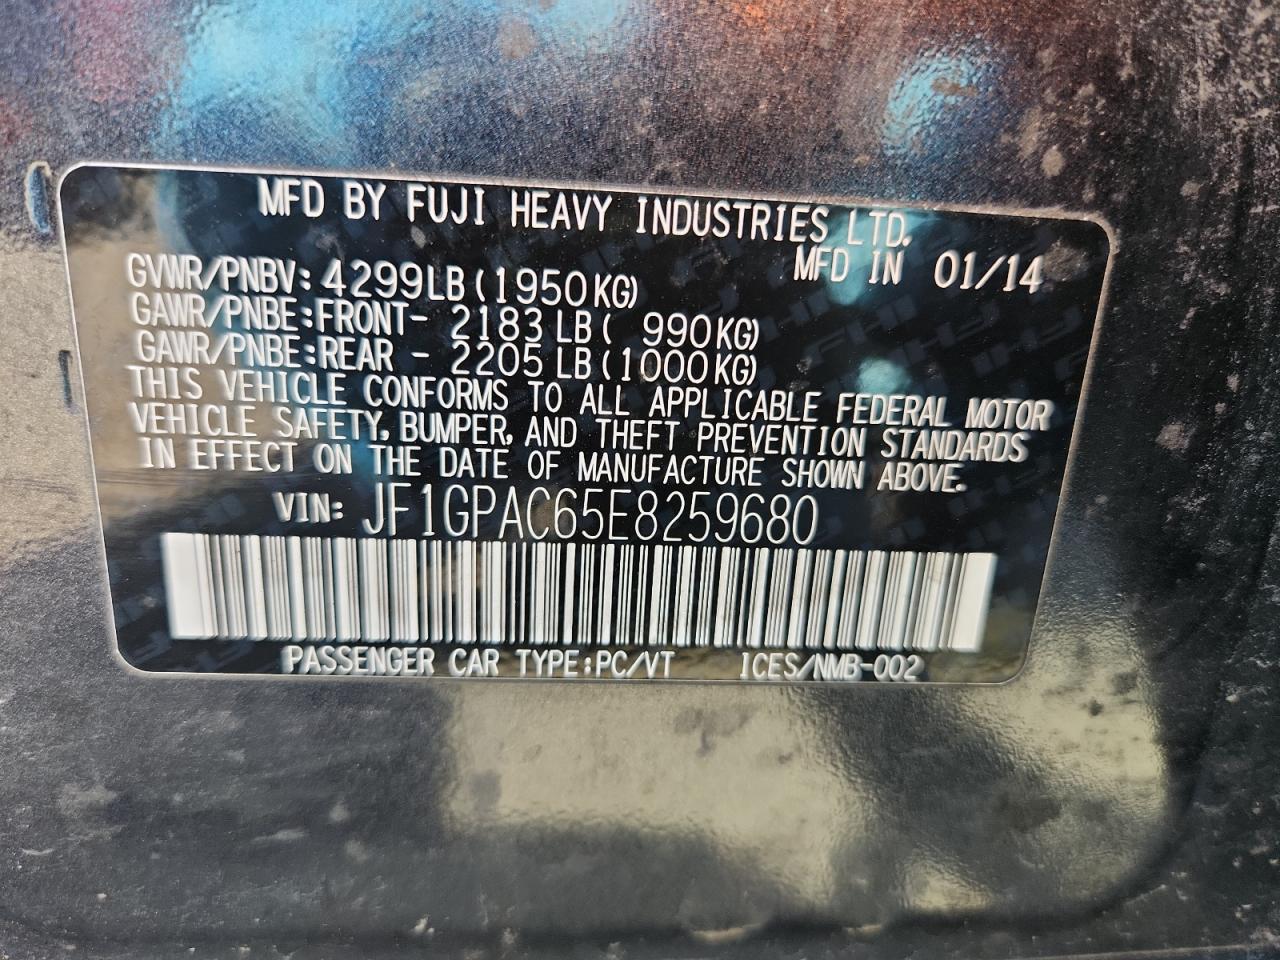 MFD BY FUJI HEAVY INDUSTRIES LTD.
MFD IN 01/14
GVWR/PNBV: 4299LB (1950KG)
GAWR/PNBE:FRONT- 2183 LB ( 990KG)
GAWR/PNBE:REAR - 2205 LB (1000KG)
THIS VEHICLE CONFORMS TO ALL APPLICABLE FEDERAL MOTOR
VEHICLE SAFETY, BUMPER, AND THEFT PREVENTION STANDARDS
IN EFFECT ON THE DATE OF MANUFACTURE SHOWN ABOVE.
VIN: JF1GPAC65E8259680
PASSENGER CAR TYPE:PC/VT ICES/NMB-002